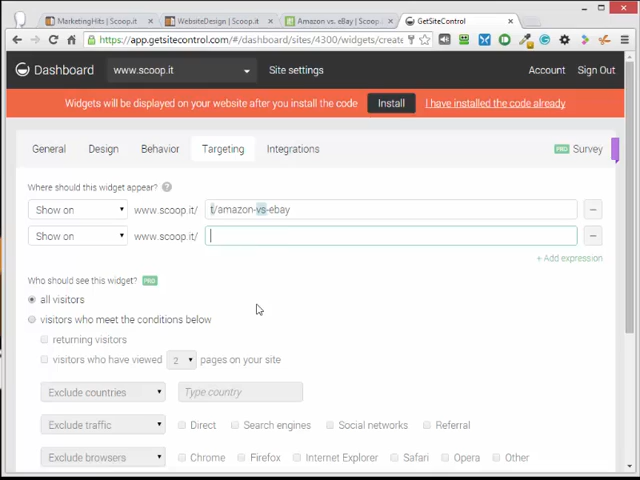 MarketingHits | Scoop.it
WebsiteDesign | Scoop.it
Amazon vs. eBay | Scoop.it
GetSiteControl
https://app.getsitecontrol.com/#/dashboard/sites/4300/widgets/create
Dashboard
www.scoop.it
Site settings
Account
Sign Out
Widgets will be displayed on your website after you install the code
Install
I have installed the code already
General
Design
Behavior
Targeting
Integrations
PRO Survey
Where should this widget appear? ?
Show on www.scoop.it/ t/amazon-vs-ebay
Show on www.scoop.it/
+ Add expression
Who should see this widget? PRO
all visitors
visitors who meet the conditions below
returning visitors
visitors who have viewed 2 pages on your site
Exclude countries Type country
Exclude traffic Direct Search engines Social networks Referral
Exclude browsers Chrome Firefox Internet Explorer Safari Opera Other